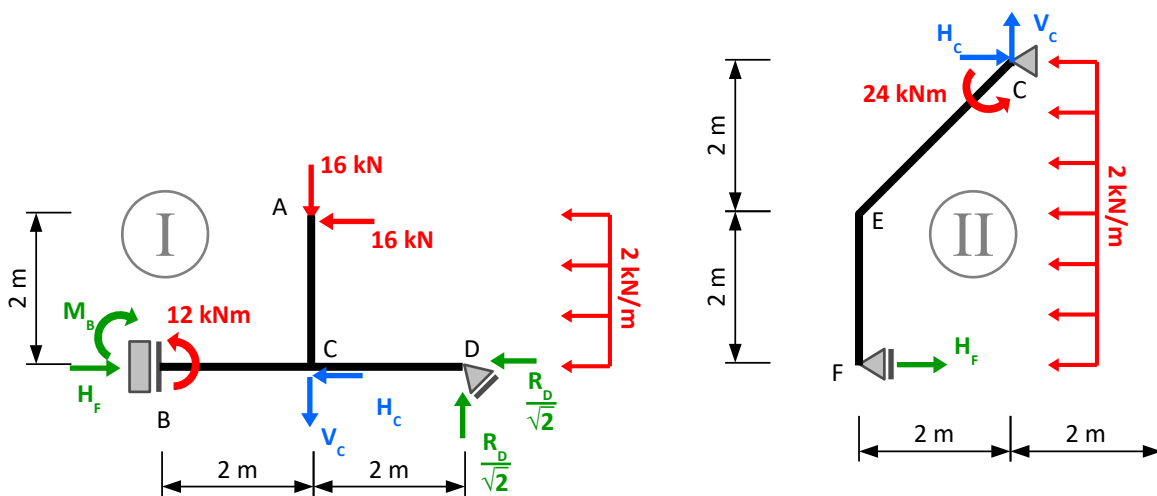 16 kN
A
16 kN
I
2 m
2 kN/m
M_B
12 kNm
H_F
B
C
D
H_C
V_C
R_D
√2
R_D
√2
2 m
2 m
H_C
V_C
24 kNm
C
2 m
E
II
2 kN/m
2 m
F
H_F
2 m
2 m